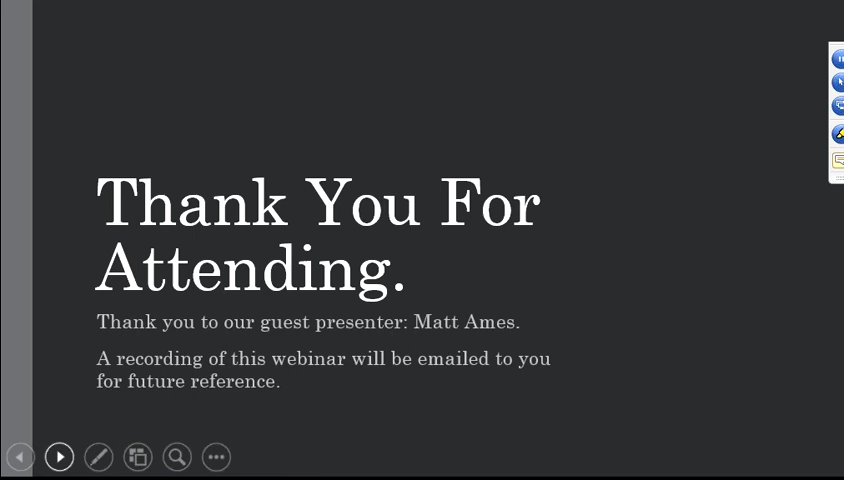 Thank You For
Attending.
Thank you to our guest presenter: Matt Ames.
A recording of this webinar will be emailed to you
for future reference.